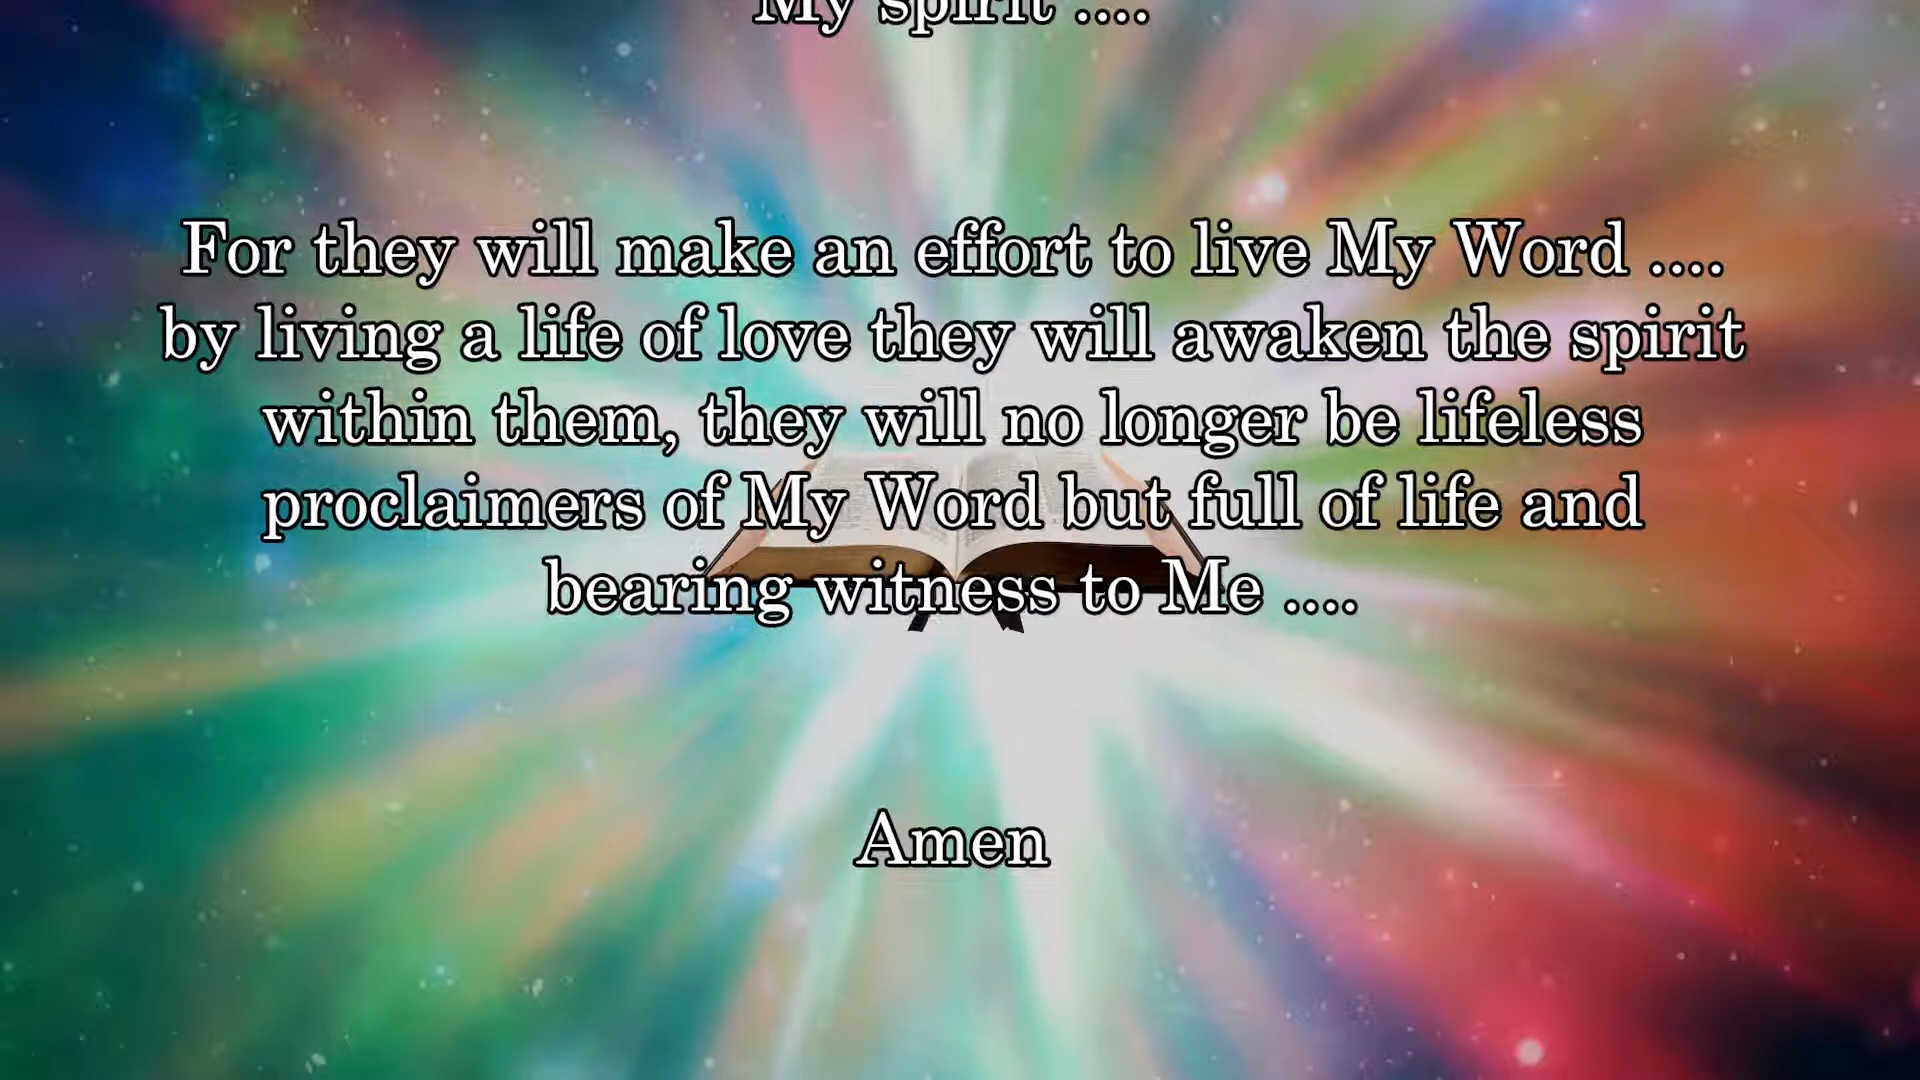 My spirit ....
For they will make an effort to live My Word ....
by living a life of love they will awaken the spirit
within them, they will no longer be lifeless
proclaimers of My Word but full of life and
bearing witness to Me ....
Amen